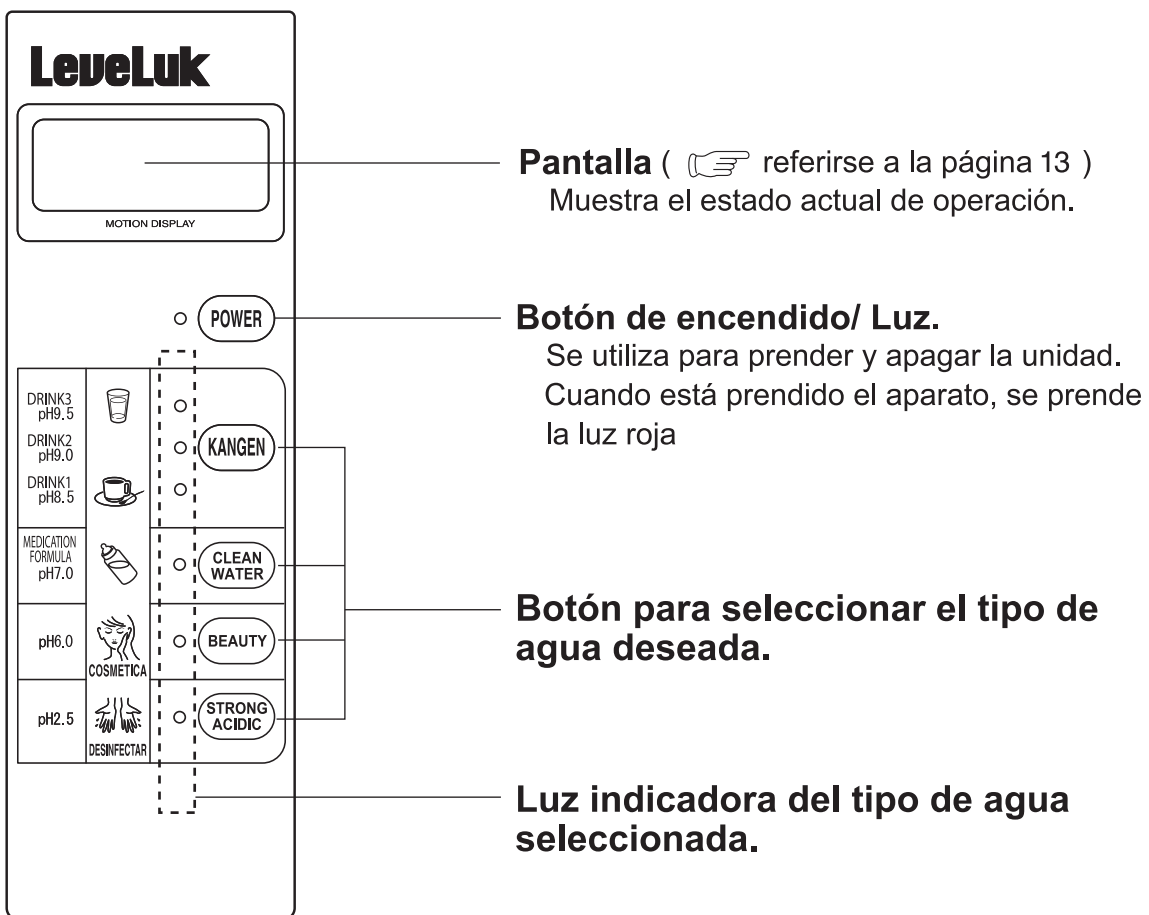 LeveLuk
MOTION DISPLAY
Pantalla ( referirse a la página 13 )
Muestra el estado actual de operación.
POWER
Botón de encendido/ Luz.
Se utiliza para prender y apagar la unidad.
Cuando está prendido el aparato, se prende
la luz roja
DRINK3
pH9.5
DRINK2
pH9.0
DRINK1
pH8.5
KANGEN
MEDICATION
FORMULA
pH7.0
CLEAN
WATER
pH6.0
COSMETICA
BEAUTY
pH2.5
DESINFECTAR
STRONG
ACIDIC
Botón para seleccionar el tipo de
agua deseada.
Luz indicadora del tipo de agua
seleccionada.